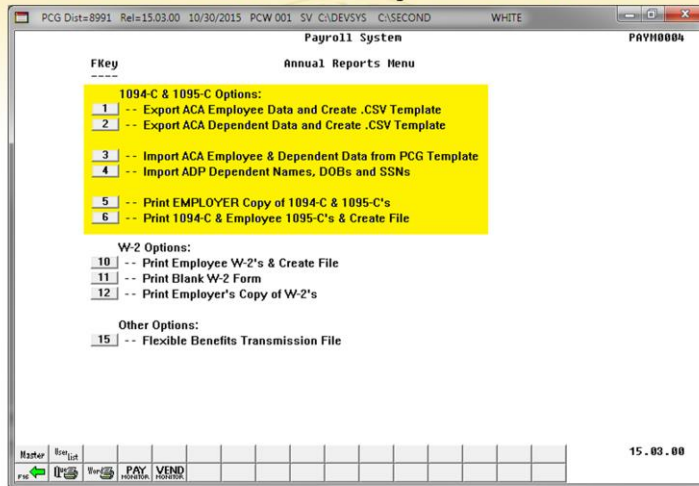 PCG Dist=8991 Rel=15.03.00 10/30/2015 PCW 001 SV C:\DEVSYS C:\SECOND WHITE
Payroll System PAYM0004
FKey Annual Reports Menu
----
1094-C & 1095-C Options:
1 -- Export ACA Employee Data and Create .CSV Template
2 -- Export ACA Dependent Data and Create .CSV Template
3 -- Import ACA Employee & Dependent Data from PCG Template
4 -- Import ADP Dependent Names, DOBs and SSNs
5 -- Print EMPLOYER Copy of 1094-C & 1095-C's
6 -- Print 1094-C & Employee 1095-C's & Create File
W-2 Options:
10 -- Print Employee W-2's & Create File
11 -- Print Blank W-2 Form
12 -- Print Employer's Copy of W-2's
Other Options:
15 -- Flexible Benefits Transmission File
Master User List 15.03.00
F16 PAY MONITOR VEND MONITOR